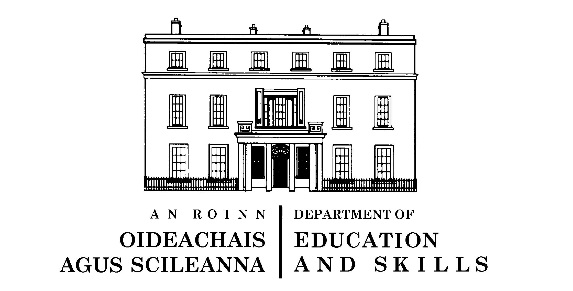 AN ROINN
OIDEACHAIS
AGUS SCILEANNA
DEPARTMENT OF
EDUCATION
AND SKILLS